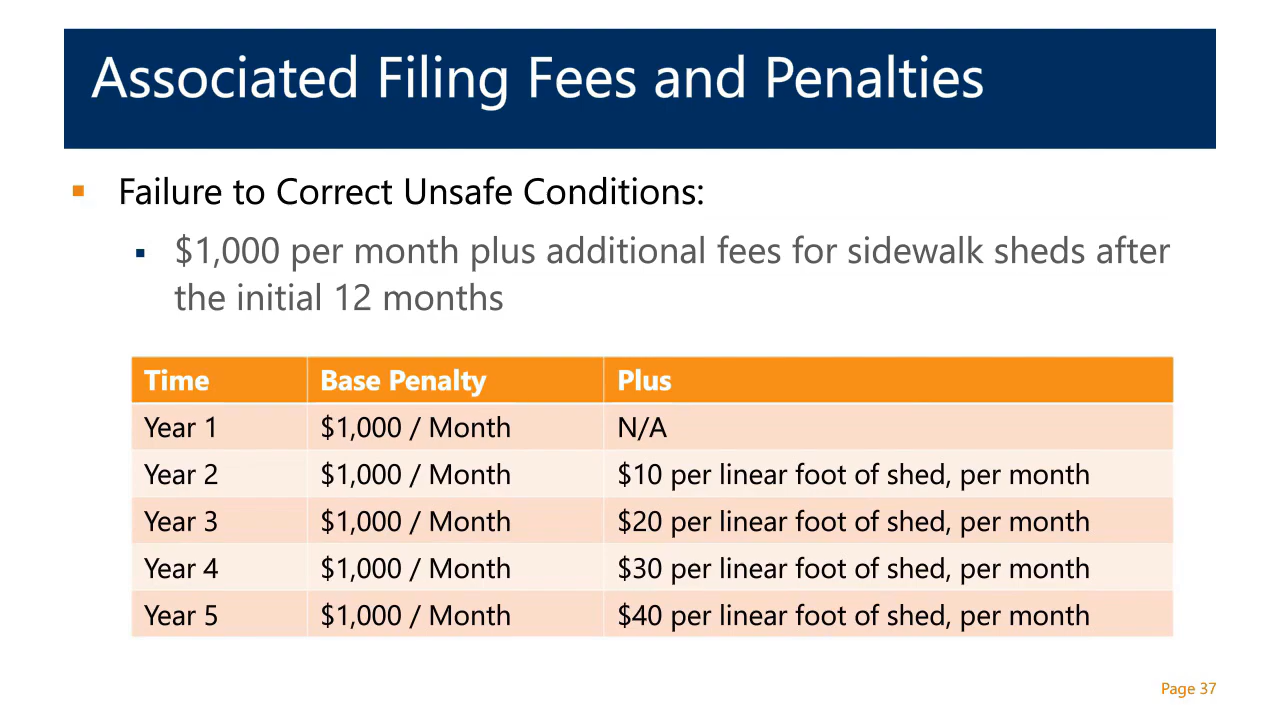 Associated Filing Fees and Penalties
Failure to Correct Unsafe Conditions:
$1,000 per month plus additional fees for sidewalk sheds after
the initial 12 months
Time Base Penalty Plus
Year 1 $1,000 / Month N/A
Year 2 $1,000 / Month $10 per linear foot of shed, per month
Year 3 $1,000 / Month $20 per linear foot of shed, per month
Year 4 $1,000 / Month $30 per linear foot of shed, per month
Year 5 $1,000 / Month $40 per linear foot of shed, per month
Page 37